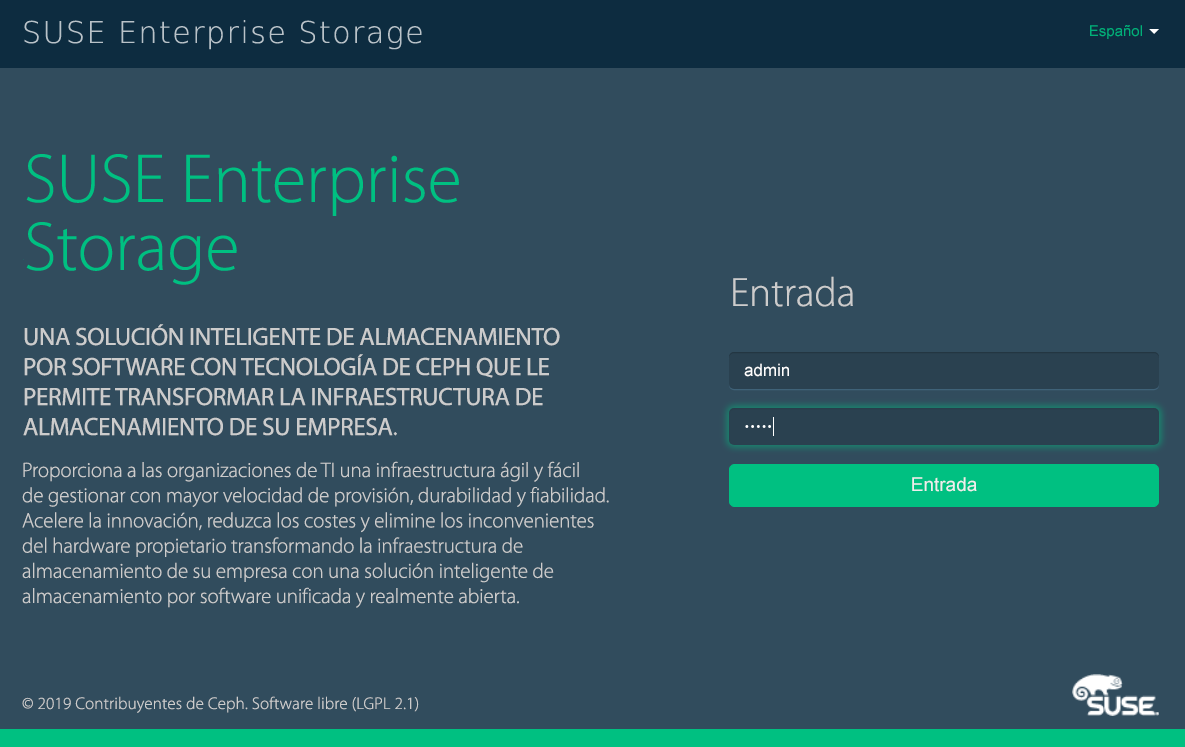 SUSE Enterprise Storage
Español
SUSE Enterprise
Storage
UNA SOLUCIÓN INTELIGENTE DE ALMACENAMIENTO
POR SOFTWARE CON TECNOLOGÍA DE CEPH QUE LE
PERMITE TRANSFORMAR LA INFRAESTRUCTURA DE
ALMACENAMIENTO DE SU EMPRESA.
Proporciona a las organizaciones de TI una infraestructura ágil y fácil
de gestionar con mayor velocidad de provisión, durabilidad y fiabilidad.
Acelere la innovación, reduzca los costes y elimine los inconvenientes
del hardware propietario transformando la infraestructura de
almacenamiento de su empresa con una solución inteligente de
almacenamiento por software unificada y realmente abierta.
Entrada
admin
•••••
Entrada
© 2019 Contribuyentes de Ceph. Software libre (LGPL 2.1)
SUSE.